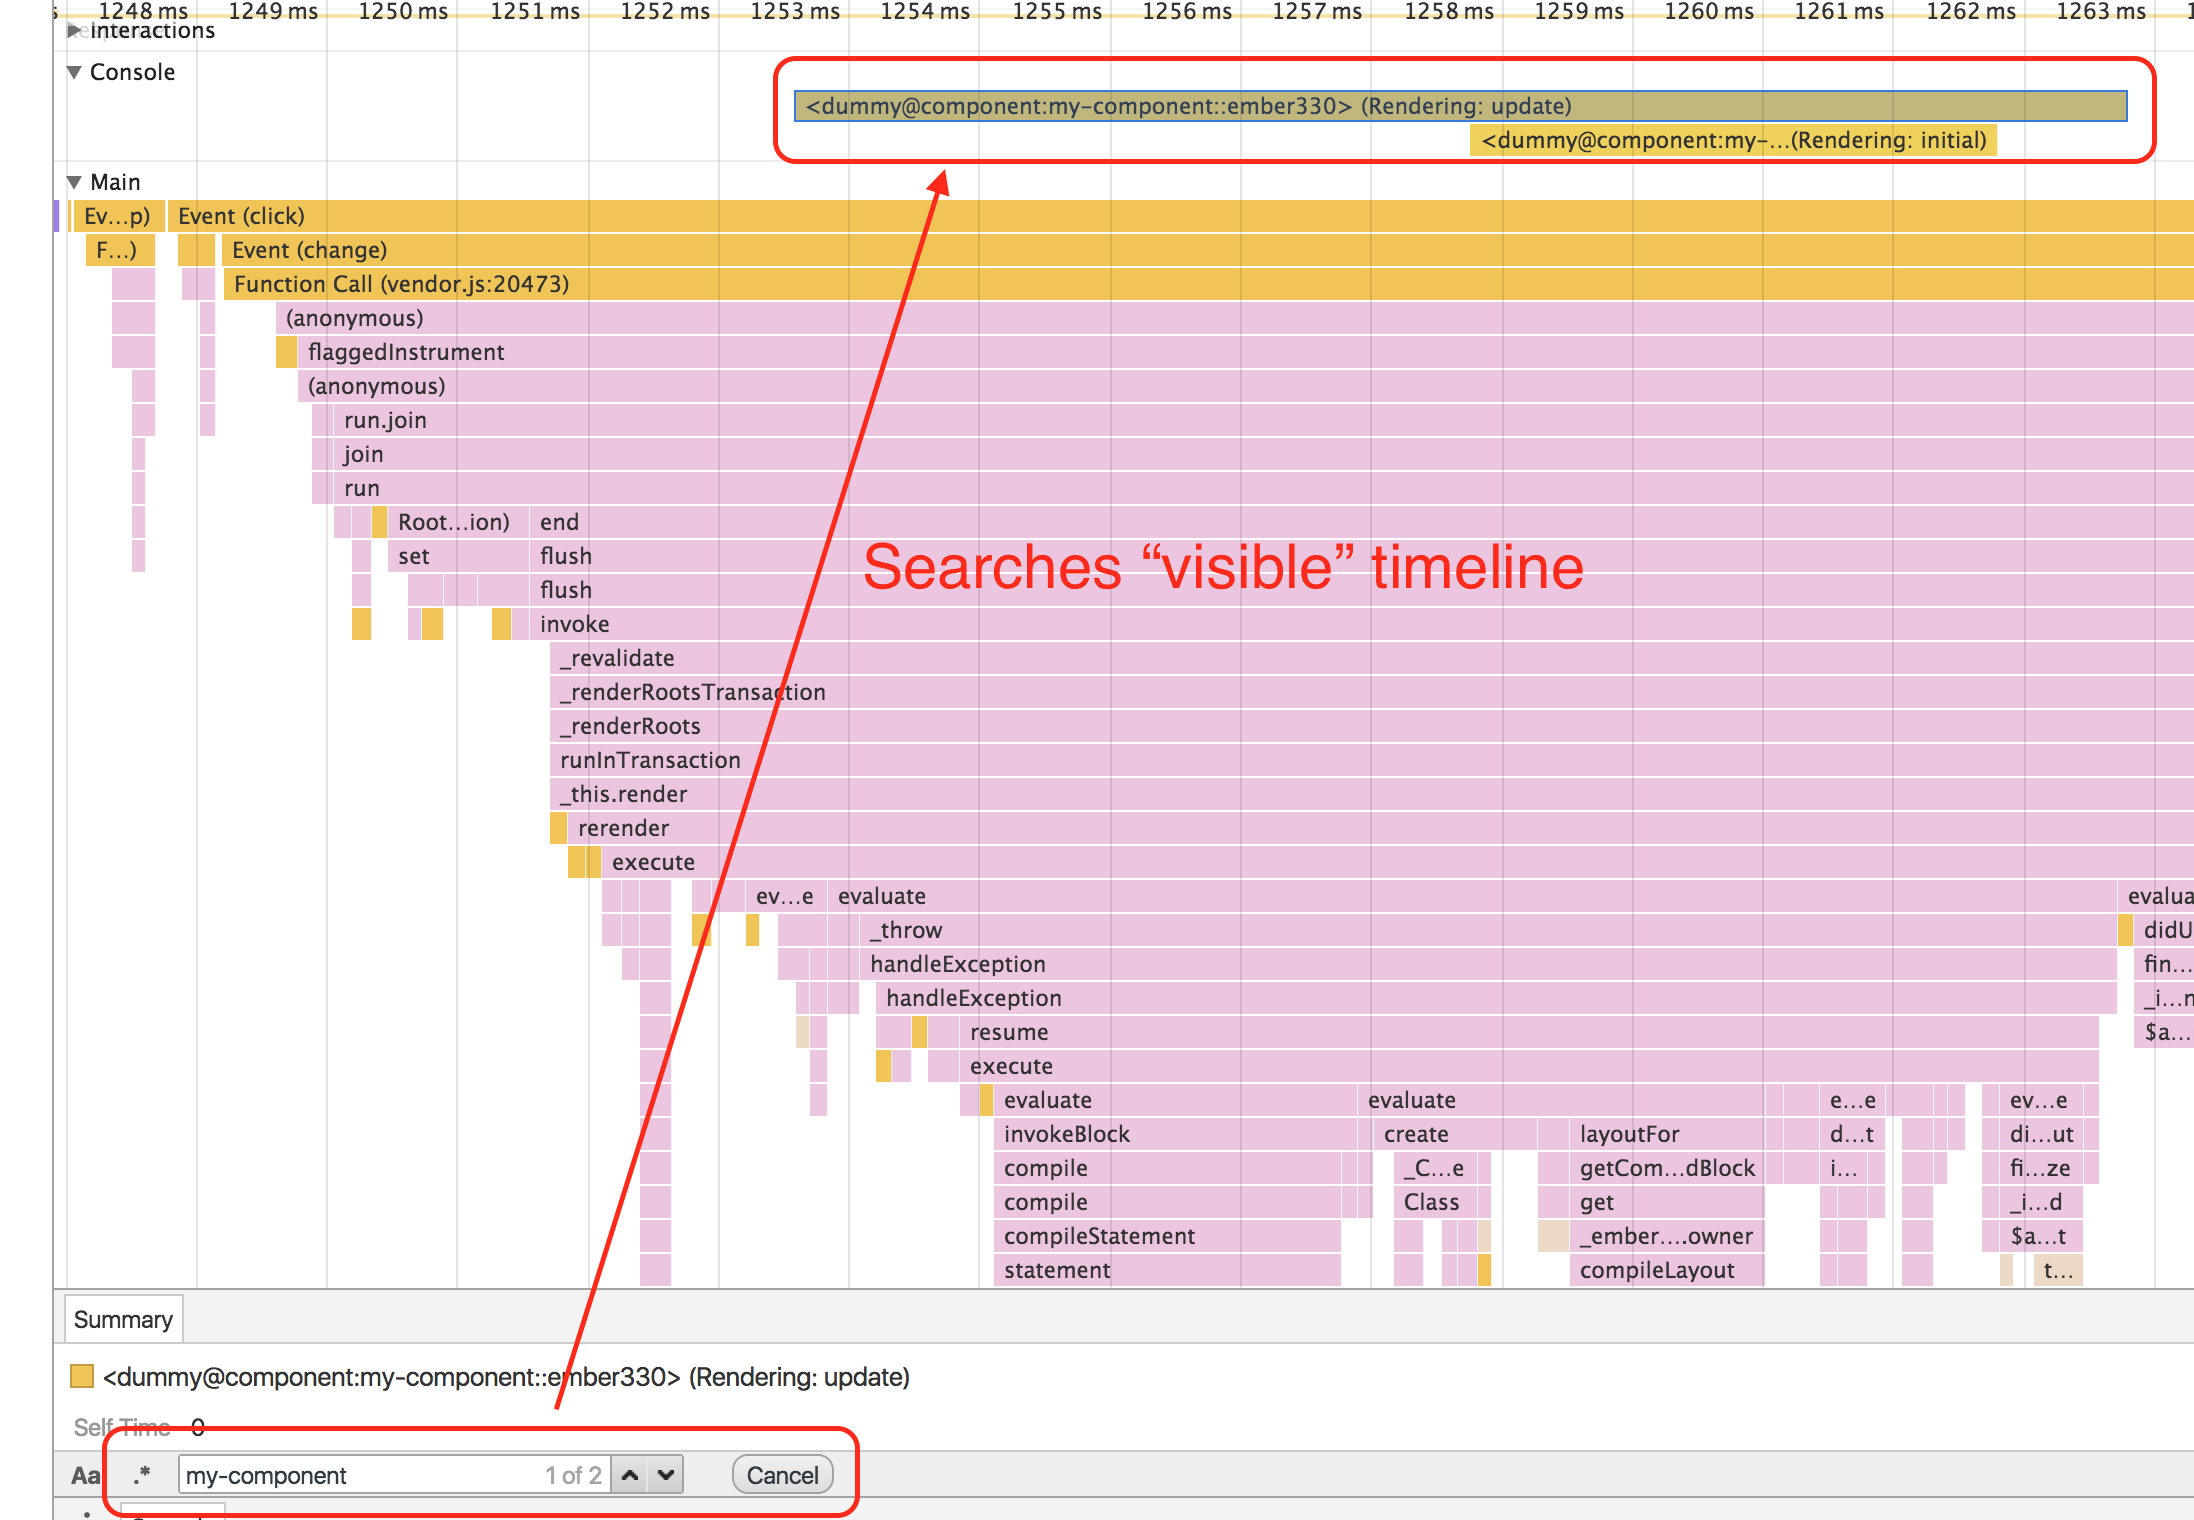 1248 ms 1249 ms 1250 ms 1251 ms 1252 ms 1253 ms 1254 ms 1255 ms 1256 ms 1257 ms 1258 ms 1259 ms 1260 ms 1261 ms 1262 ms 1263 ms
Interactions
Console
<dummy@component:my-component::ember330> (Rendering: update)
<dummy@component:my-…(Rendering: initial)
Main
Ev…p) Event (click)
F…) Event (change)
Function Call (vendor.js:20473)
(anonymous)
flaggedInstrument
(anonymous)
run.join
join
run
Root…ion) end
set flush
Searches “visible” timeline
flush
invoke
_revalidate
_renderRootsTransaction
_renderRoots
runInTransaction
_this.render
rerender
execute
ev…e evaluate evalua
_throw didU
handleException fin…
handleException _i…n
resume $a…
execute
evaluate evaluate e…e ev…e
invokeBlock create layoutFor d…t di…ut
compile _C…e getCom…dBlock i… fi…ze
compile Class get _i…d
compileStatement _ember….owner $a…t
statement compileLayout t…
Summary
<dummy@component:my-component::ember330> (Rendering: update)
Self Time 0
Aa .* my-component 1 of 2 Cancel